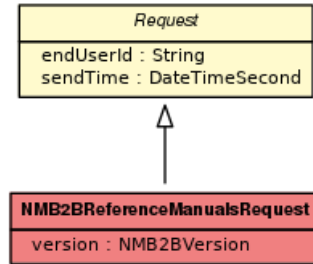 Request
endUserId : String
sendTime : DateTimeSecond
NMB2BReferenceManualsRequest
version : NMB2BVersion